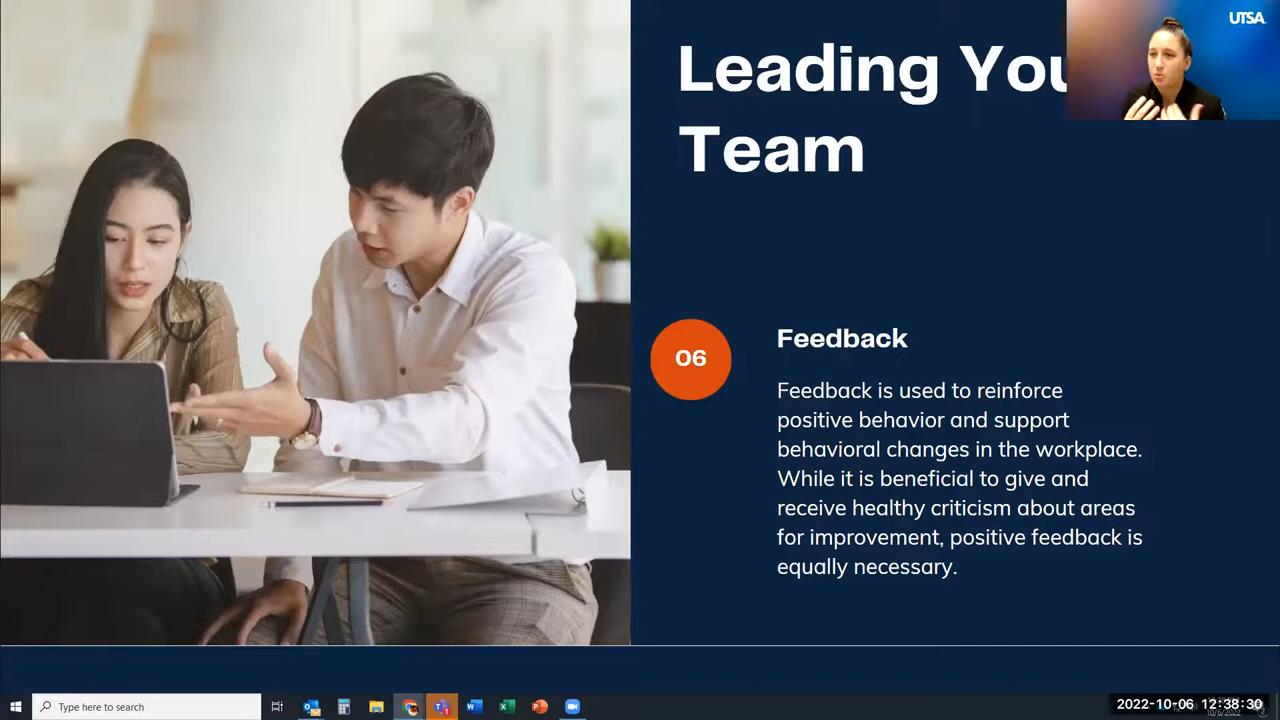 Leading You
Team
UTSA
06
Feedback
Feedback is used to reinforce
positive behavior and support
behavioral changes in the workplace.
While it is beneficial to give and
receive healthy criticism about areas
for improvement, positive feedback is
equally necessary.
Type here to search
2022-10-06 12:38:30